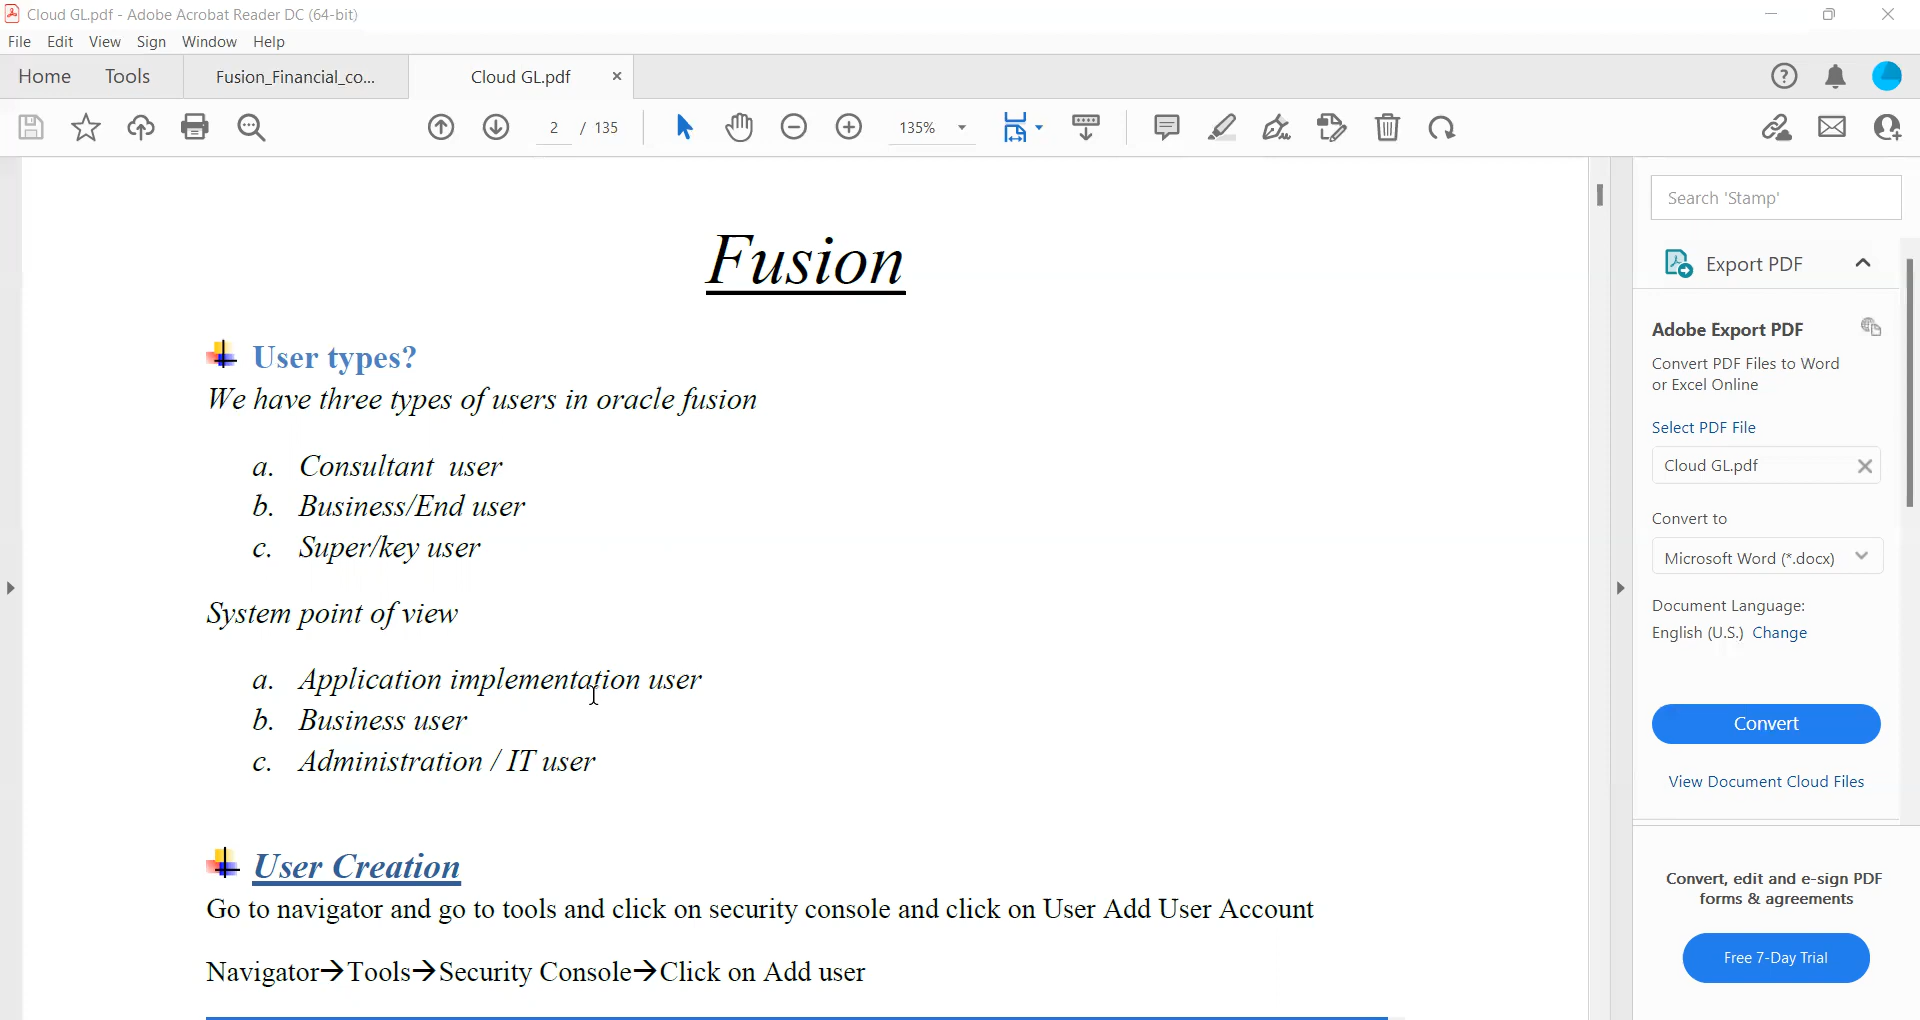 Cloud GL.pdf - Adobe Acrobat Reader DC (64-bit)
File Edit View Sign Window Help
Home Tools Fusion_Financial_co... Cloud GL.pdf
2 / 135 135%
Search 'Stamp'
Fusion
Export PDF
Adobe Export PDF
User types?
Convert PDF Files to Word
or Excel Online
We have three types of users in oracle fusion
Select PDF File
a. Consultant user
Cloud GL.pdf
b. Business/End user
Convert to
c. Super/key user
Microsoft Word (*.docx)
System point of view
Document Language:
English (U.S.) Change
a. Application implementation user
b. Business user
Convert
c. Administration / IT user
View Document Cloud Files
User Creation
Convert, edit and e-sign PDF
forms & agreements
Go to navigator and go to tools and click on security console and click on User Add User Account
Free 7-Day Trial
Navigator→Tools→Security Console→Click on Add user